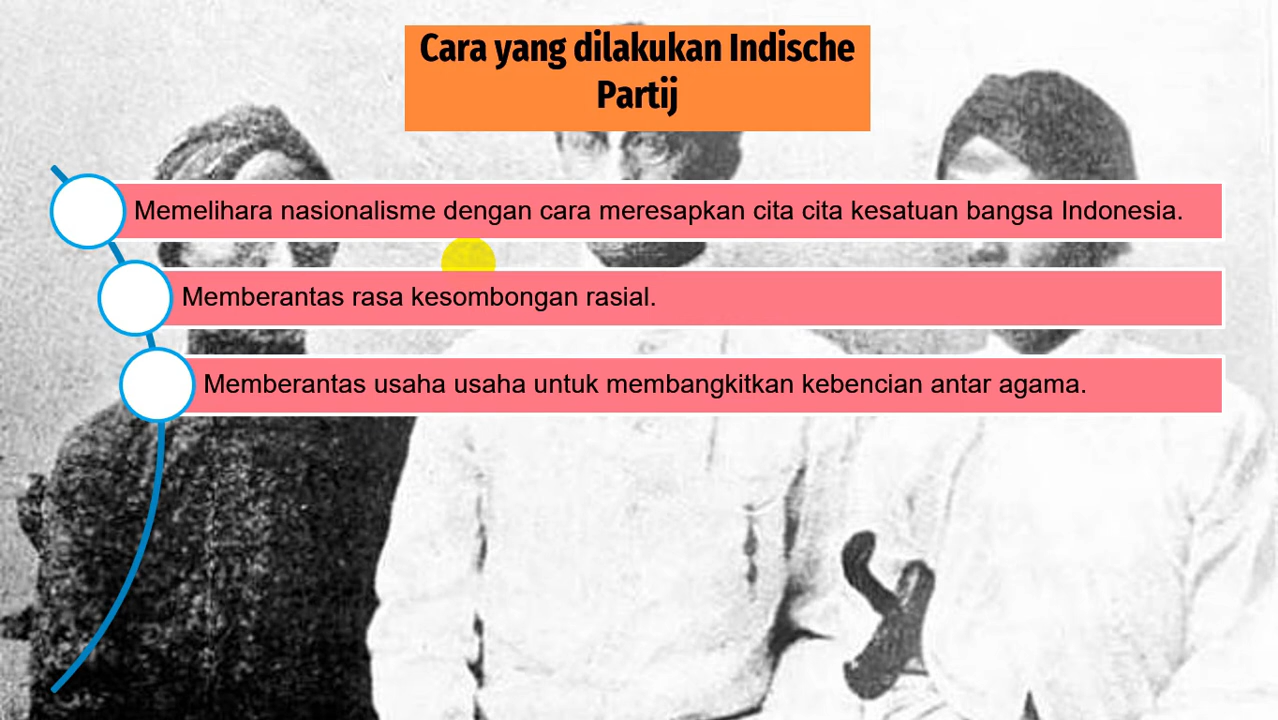 Cara yang dilakukan Indische
Partij
Memelihara nasionalisme dengan cara meresapkan cita cita kesatuan bangsa Indonesia.
Memberantas rasa kesombongan rasial.
Memberantas usaha usaha untuk membangkitkan kebencian antar agama.